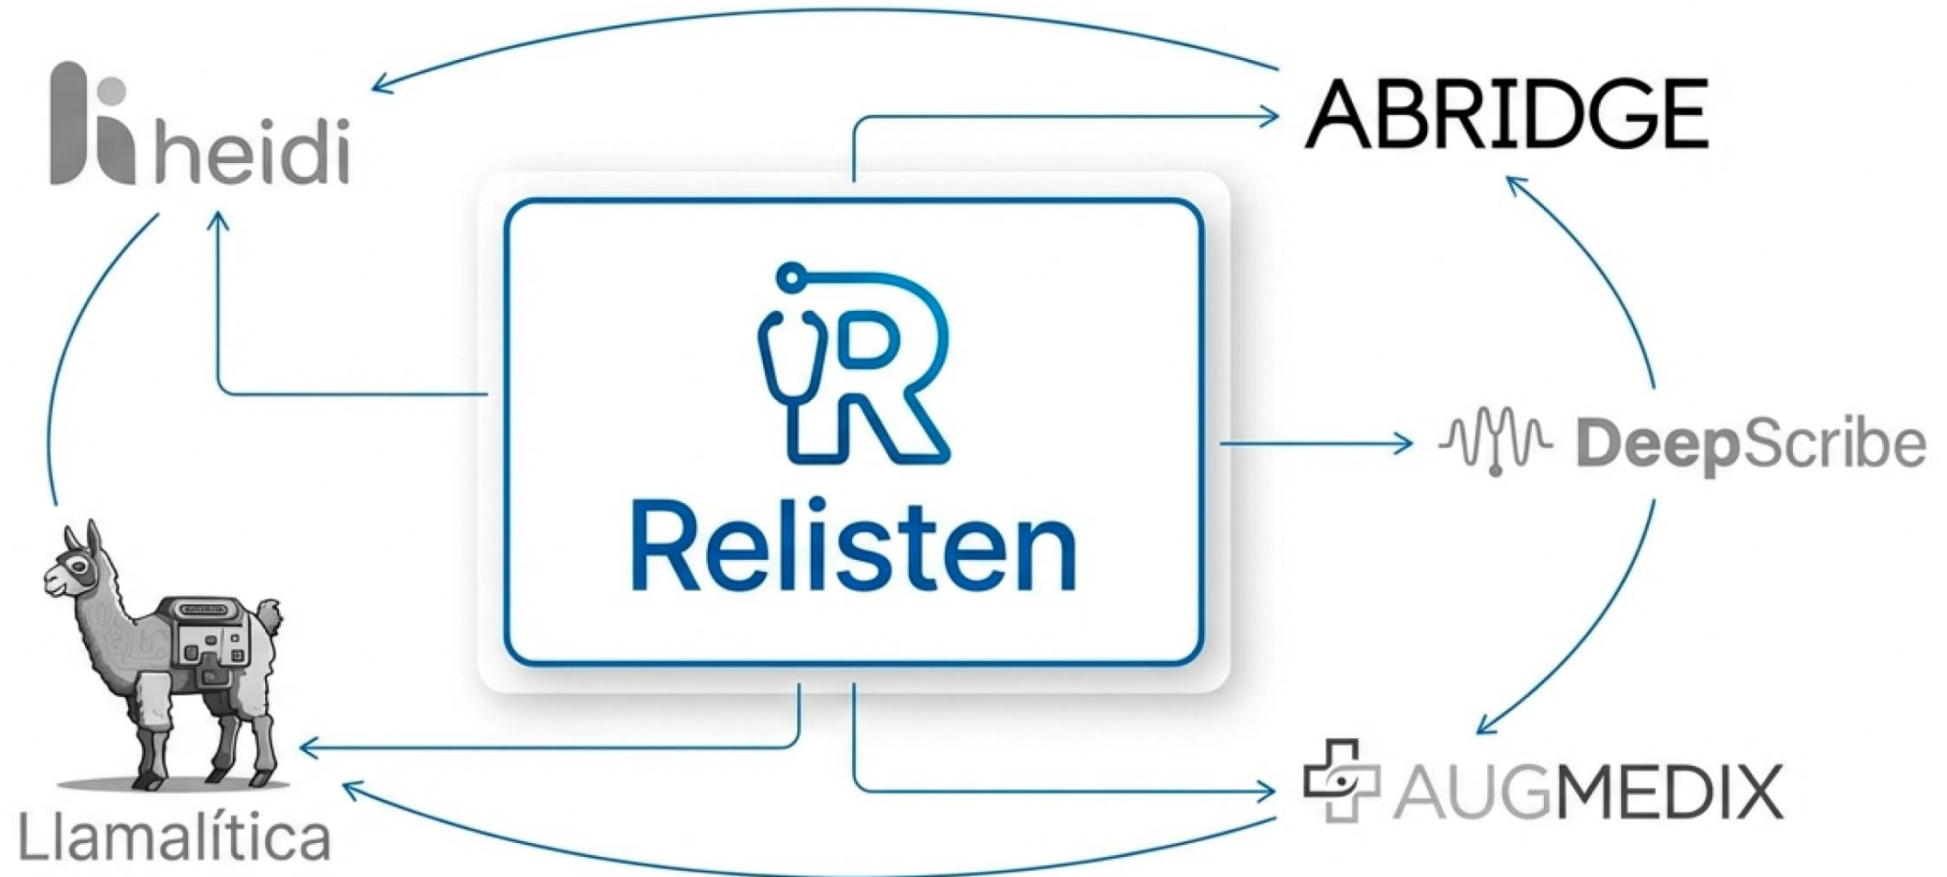 heidi
ABRIDGE
Relisten
DeepScribe
Llamalítica
AUGMEDIX